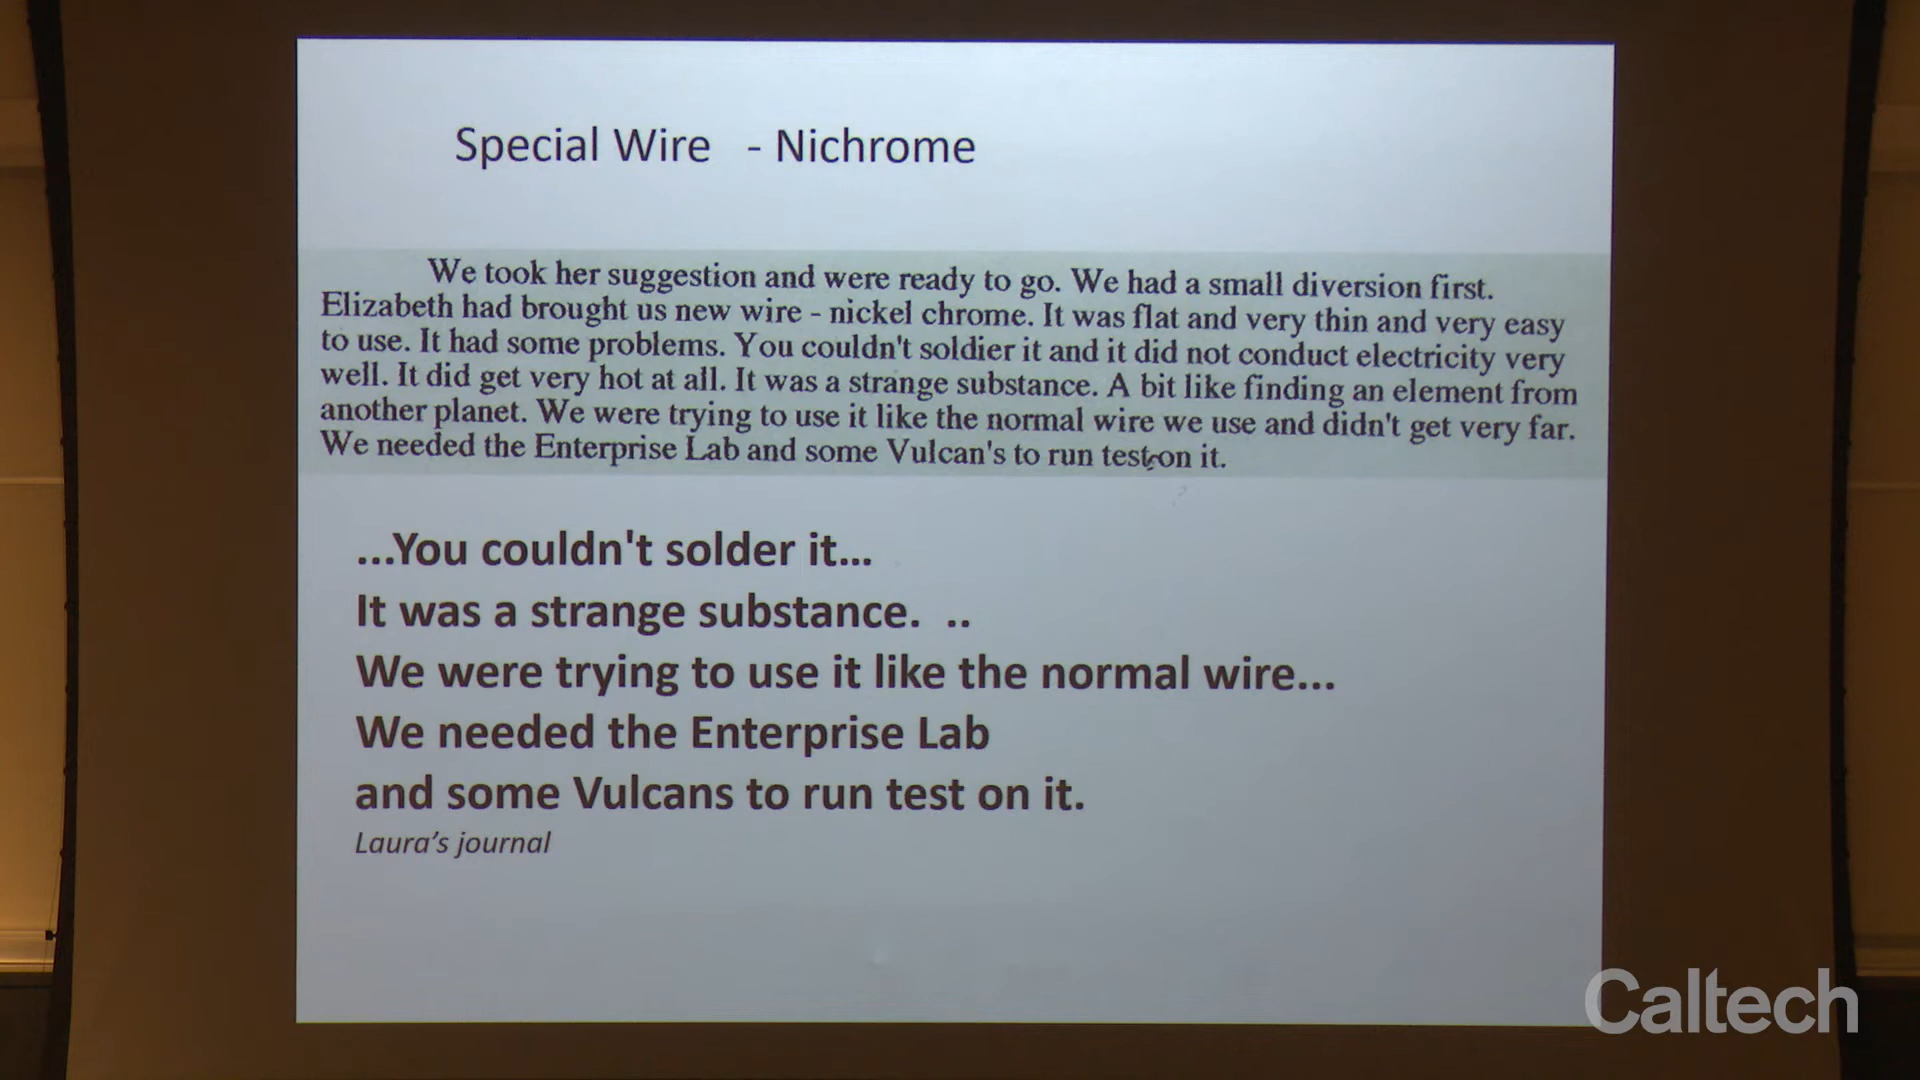 Special Wire - Nichrome
We took her suggestion and were ready to go. We had a small diversion first.
Elizabeth had brought us new wire - nickel chrome. It was flat and very thin and very easy
to use. It had some problems. You couldn't soldier it and it did not conduct electricity very
well. It did get very hot at all. It was a strange substance. A bit like finding an element from
another planet. We were trying to use it like the normal wire we use and didn't get very far.
We needed the Enterprise Lab and some Vulcan's to run test on it.
...You couldn't solder it...
It was a strange substance. ..
We were trying to use it like the normal wire...
We needed the Enterprise Lab
and some Vulcans to run test on it.
Laura's journal
Caltech